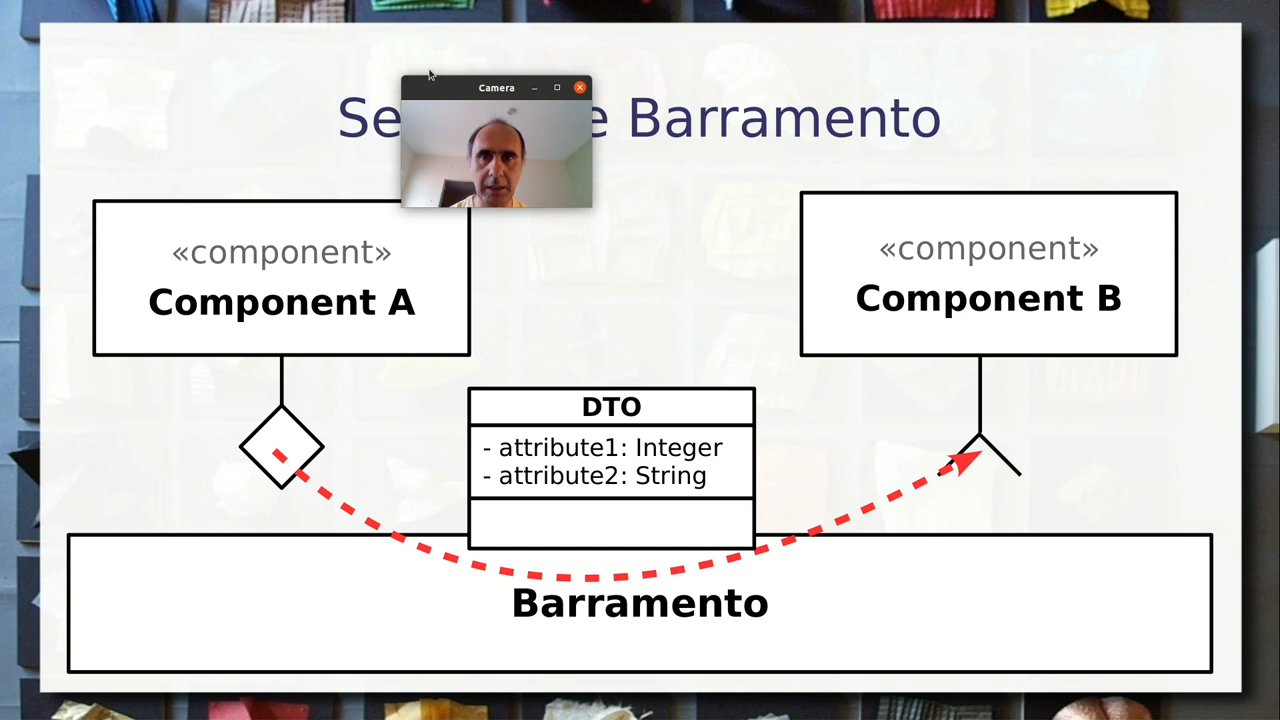 Camera
Se e Barramento
«component»
Component A
«component»
Component B
DTO
- attribute1: Integer
- attribute2: String
Barramento